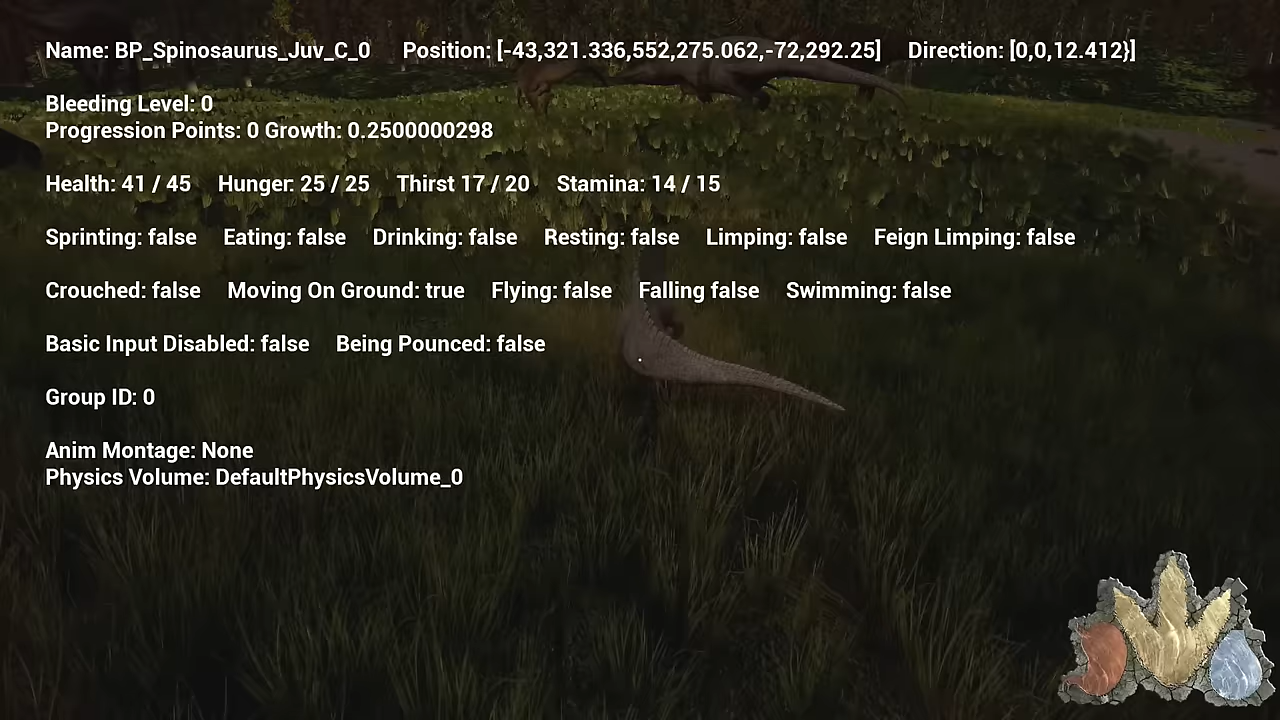 Name: BP_Spinosaurus_Juv_C_0 Position: [-43,321.336,552,275.062,-72,292.25] Direction: [0,0,12.412}]
Bleeding Level: 0
Progression Points: 0 Growth: 0.2500000298
Health: 41 / 45 Hunger: 25 / 25 Thirst 17 / 20 Stamina: 14 / 15
Sprinting: false Eating: false Drinking: false Resting: false Limping: false Feign Limping: false
Crouched: false Moving On Ground: true Flying: false Falling false Swimming: false
Basic Input Disabled: false Being Pounced: false
Group ID: 0
Anim Montage: None
Physics Volume: DefaultPhysicsVolume_0